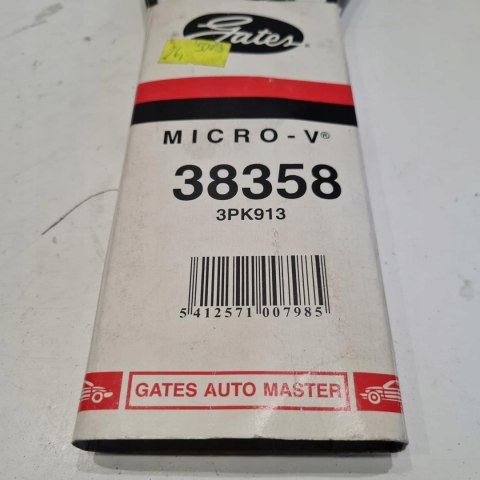 Gates
MICRO-V®
38358
3PK913
5 412571 007985
GATES AUTO MASTER